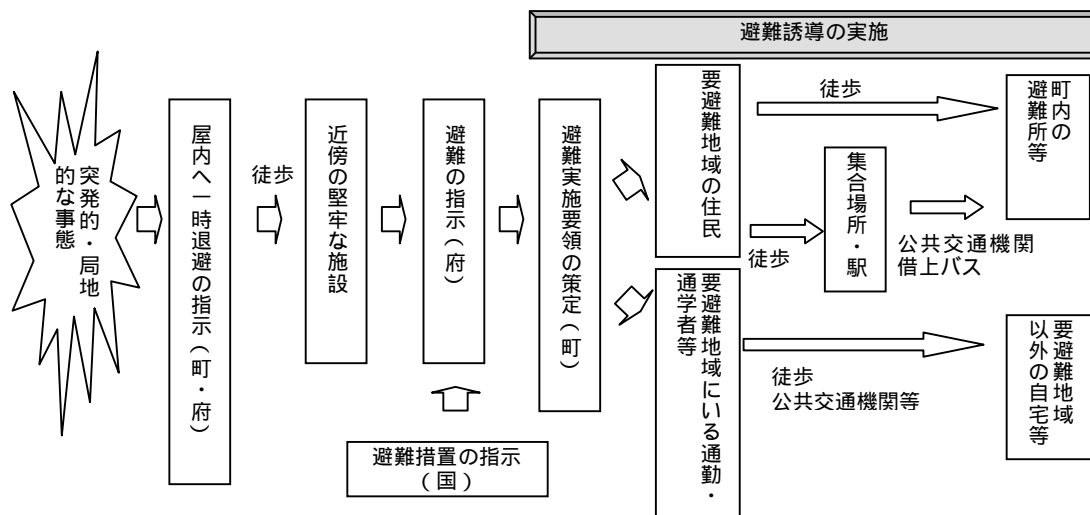 避難誘導の実施
突発的・局地
的な事態
屋内へ一時退避の指示(町・府)
徒歩
近傍の堅牢な施設
避難の指示(府)
避難措置の指示
(国)
避難実施要領の策定(町)
要避難地域の住民
要避難地域にいる通勤・
通学者等
徒歩
徒歩
集合場所・駅
公共交通機関
借上バス
町内の
避難所等
徒歩
公共交通機関等
要避難地域
以外の自宅等